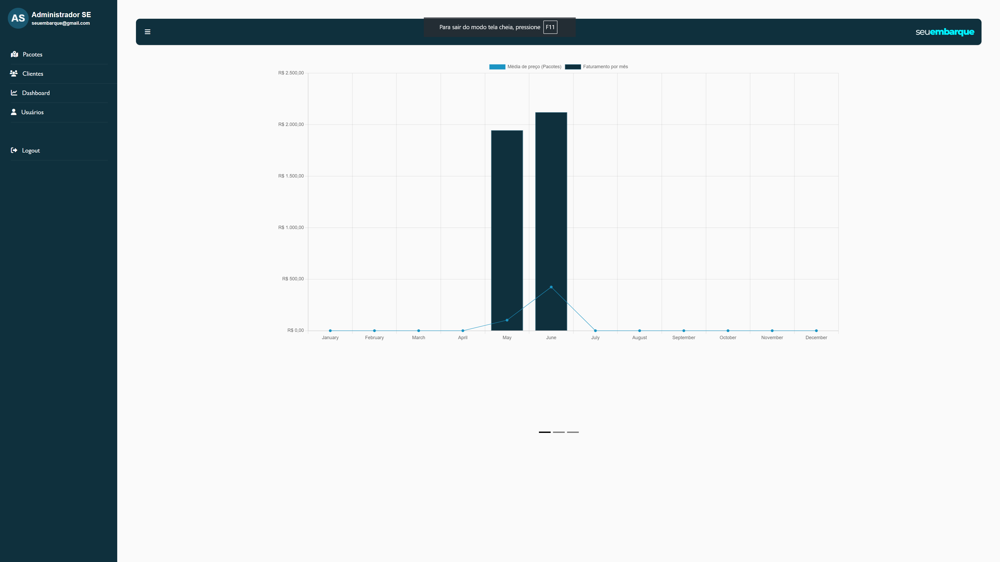 AS
Administrador SE
seuembarque@gmail.com
Pacotes
Clientes
Dashboard
Usuários
Logout
Para sair do modo tela cheia, pressione F11
seuembarque
Média de preço (Pacotes) Faturamento por mês
R$ 2.500,00
R$ 2.000,00
R$ 1.500,00
R$ 1.000,00
R$ 500,00
R$ 0,00
January February March April May June July August September October November December